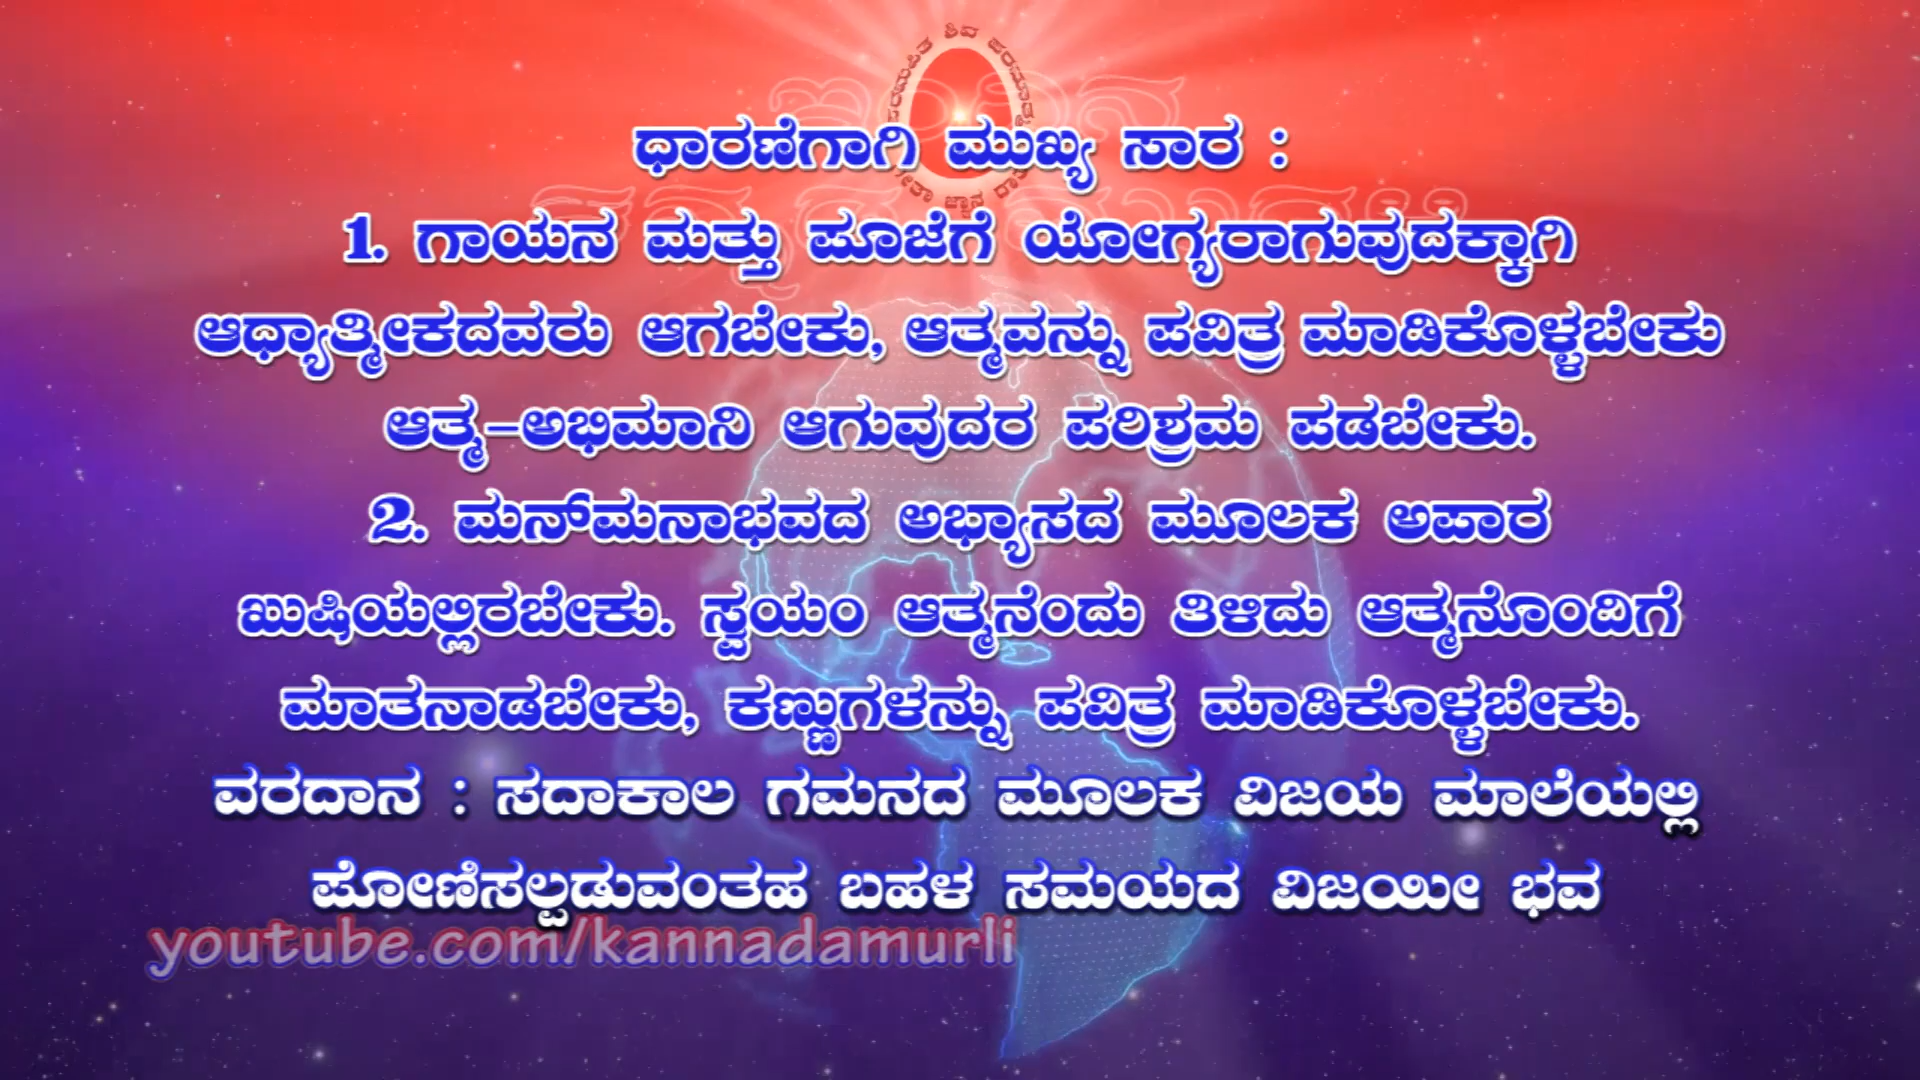 ಧಾರಣೆಗಾಗಿ ಮುಖ್ಯ ಸಾರ :
1. ಗಾಯನ ಮತ್ತು ಪೂಜೆಗೆ ಯೋಗ್ಯರಾಗುವುದಕ್ಕಾಗಿ
ಆಧ್ಯಾತ್ಮೀಕದವರು ಆಗಬೇಕು, ಆತ್ಮವನ್ನು ಪವಿತ್ರ ಮಾಡಿಕೊಳ್ಳಬೇಕು
ಆತ್ಮ-ಅಭಿಮಾನಿ ಆಗುವುದರ ಪರಿಶ್ರಮ ಪಡಬೇಕು.
2. ಮನ್‌ಮನಾಭವದ ಅಭ್ಯಾಸದ ಮೂಲಕ ಅಪಾರ
ಖುಷಿಯಲ್ಲಿರಬೇಕು. ಸ್ವಯಂ ಆತ್ಮನೆಂದು ತಿಳಿದು ಆತ್ಮನೊಂದಿಗೆ
ಮಾತನಾಡಬೇಕು, ಕಣ್ಣುಗಳನ್ನು ಪವಿತ್ರ ಮಾಡಿಕೊಳ್ಳಬೇಕು.
ವರದಾನ : ಸದಾಕಾಲ ಗಮನದ ಮೂಲಕ ವಿಜಯ ಮಾಲೆಯಲ್ಲಿ
ಪೋಣಿಸಲ್ಪಡುವಂತಹ ಬಹಳ ಸಮಯದ ವಿಜಯೀ ಭವ
youtube.com/kannadamurli